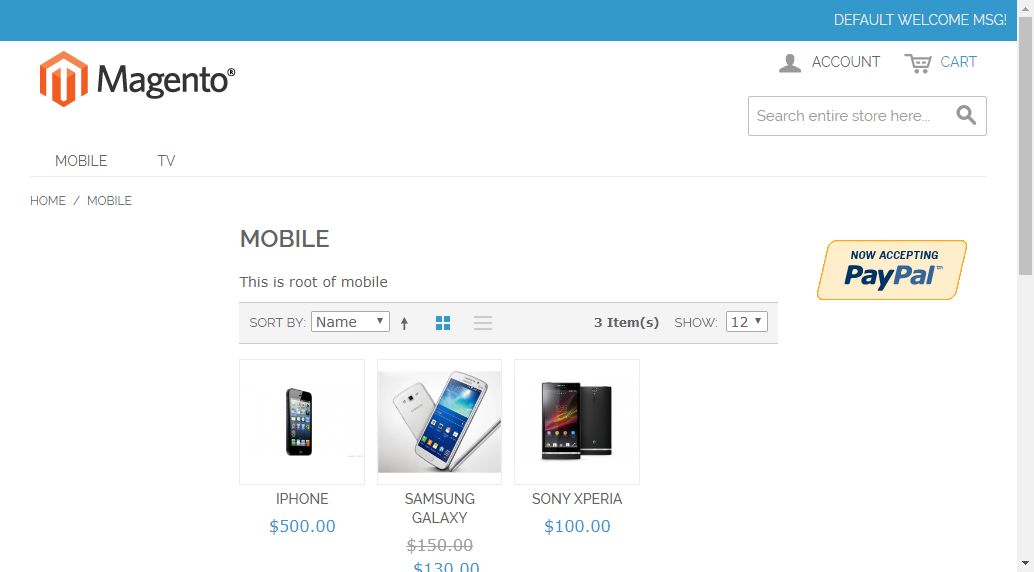 DEFAULT WELCOME MSG!
Magento®
ACCOUNT
CART
Search entire store here...
MOBILE
TV
HOME / MOBILE
MOBILE
NOW ACCEPTING
PayPal™
This is root of mobile
SORT BY: Name
3 Item(s)
SHOW: 12
IPHONE
$500.00
SAMSUNG
GALAXY
$150.00
$130.00
SONY XPERIA
$100.00